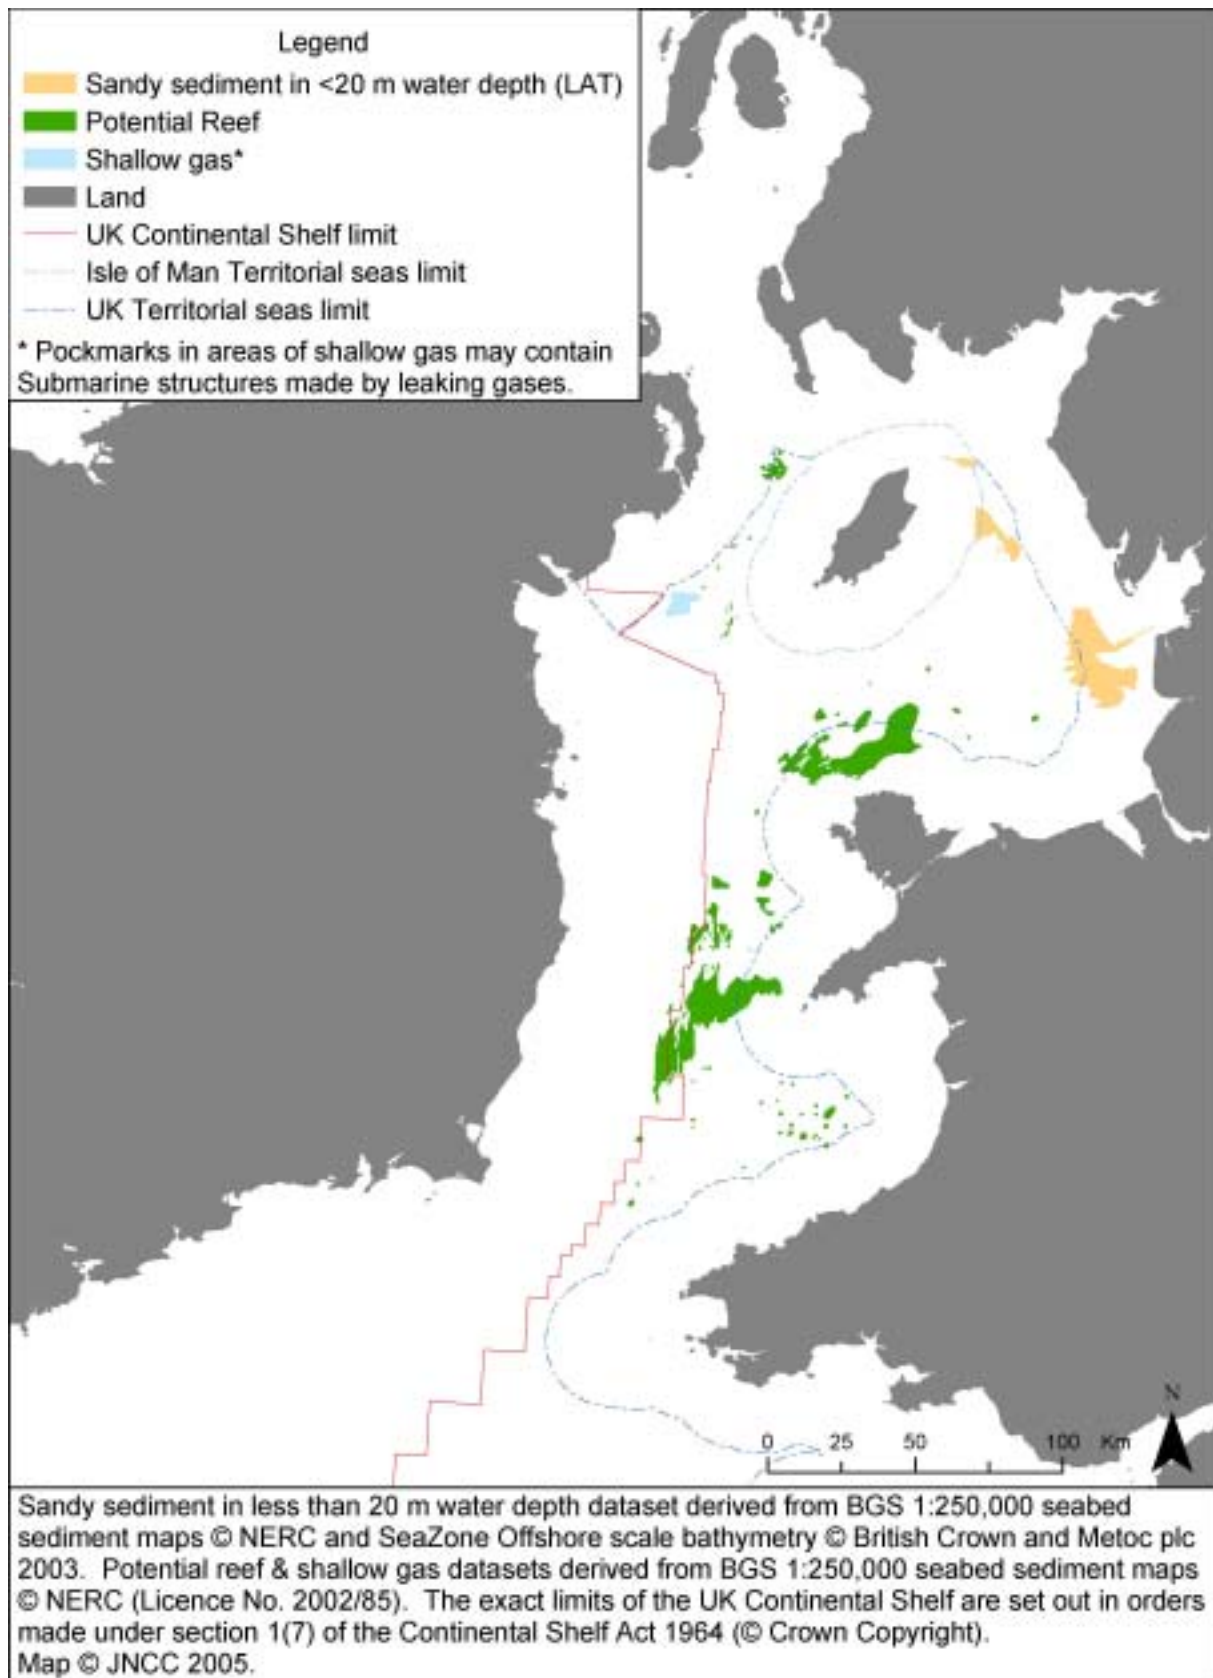 Legend
Sandy sediment in <20 m water depth (LAT)
Potential Reef
Shallow gas*
Land
UK Continental Shelf limit
Isle of Man Territorial seas limit
UK Territorial seas limit
* Pockmarks in areas of shallow gas may contain
Submarine structures made by leaking gases.
N
0 25 50 100 Km
Sandy sediment in less than 20 m water depth dataset derived from BGS 1:250,000 seabed
sediment maps © NERC and SeaZone Offshore scale bathymetry © British Crown and Metoc plc
2003. Potential reef & shallow gas datasets derived from BGS 1:250,000 seabed sediment maps
© NERC (Licence No. 2002/85). The exact limits of the UK Continental Shelf are set out in orders
made under section 1(7) of the Continental Shelf Act 1964 (© Crown Copyright).
Map © JNCC 2005.